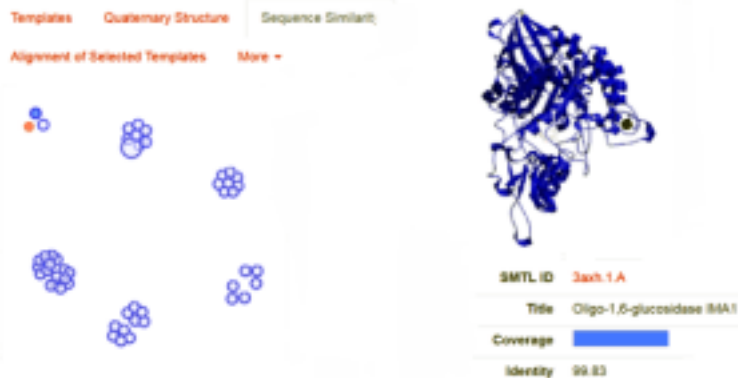 Templates Quaternary Structure Sequence Similarit
Alignment of Selected Templates More
SMTL ID 3axh.1.A
Title Oligo-1,6-glucosidase IMA1
Coverage
Identity 99.83